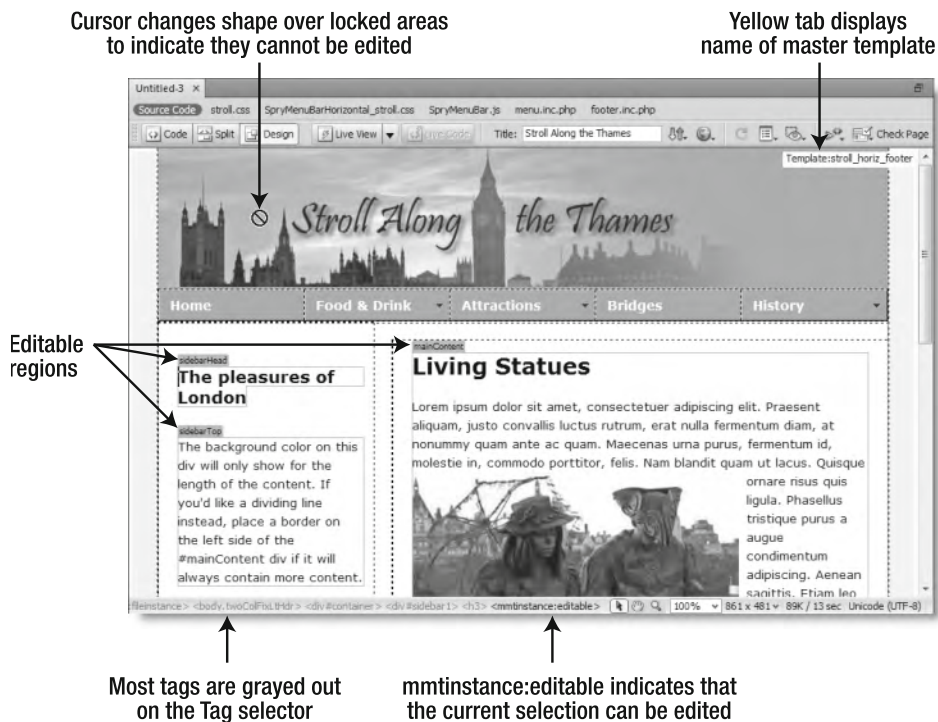 Cursor changes shape over locked areas
to indicate they cannot be edited
Yellow tab displays
name of master template
Untitled-3 ×
Source Code stroll.css SpryMenuBarHorizontal_stroll.css SpryMenuBar.js menu.inc.php footer.inc.php
Code Split Design Live View Live Code Title: Stroll Along the Thames Check Page
Template:stroll_horiz_footer
Stroll Along the Thames
Home Food & Drink Attractions Bridges History
Editable
regions
sidebarHead
The pleasures of
London
sidebarTop
The background color on this
div will only show for the
length of the content. If
you'd like a dividing line
instead, place a border on
the left side of the
#mainContent div if it will
always contain more content.
mainContent
Living Statues
Lorem ipsum dolor sit amet, consectetuer adipiscing elit. Praesent
aliquam, justo convallis luctus rutrum, erat nulla fermentum diam, at
nonummy quam ante ac quam. Maecenas urna purus, fermentum id,
molestie in, commodo porttitor, felis. Nam blandit quam ut lacus. Quisque
ornare risus quis
ligula. Phasellus
tristique purus a
augue
condimentum
adipiscing. Aenean
sagittis. Etiam leo
fileinstance> <body.twoColFixLtHdr> <div#container> <div#sidebar1> <h3> <mmtinstance:editable> 100% 861 x 481 89K / 13 sec Unicode (UTF-8)
Most tags are grayed out
on the Tag selector
mmtinstance:editable indicates that
the current selection can be edited